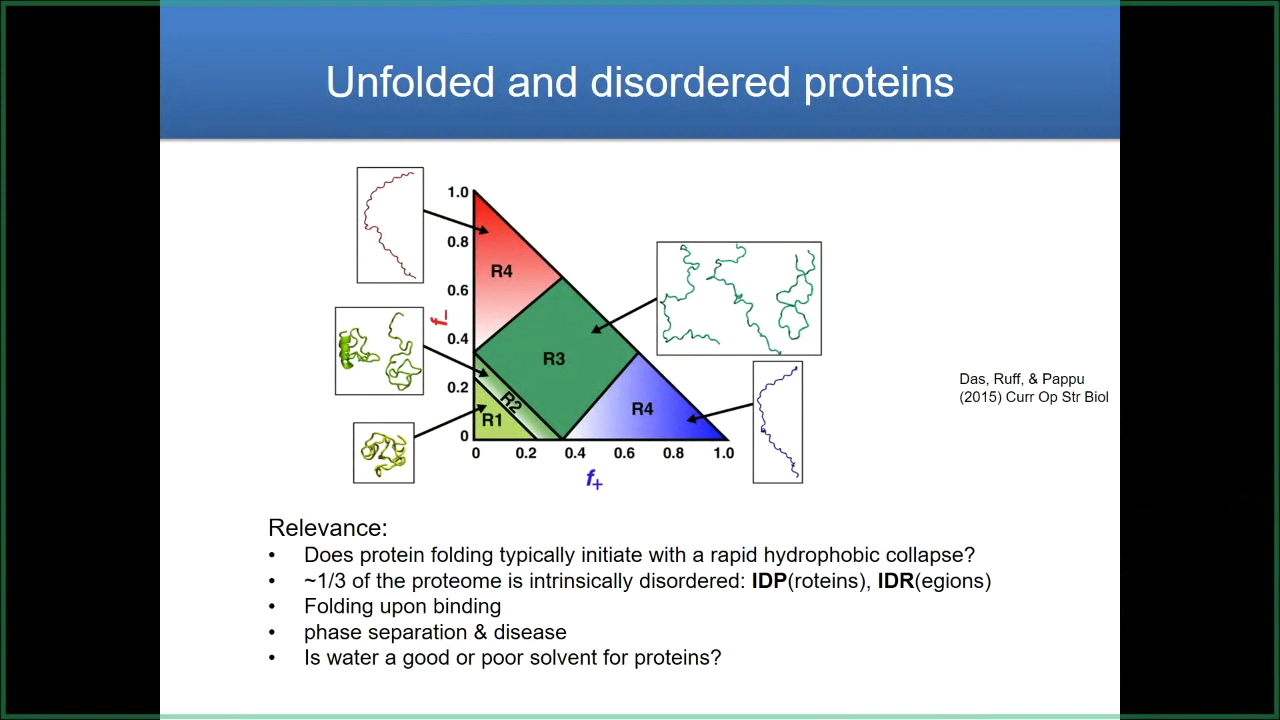 Unfolded and disordered proteins
1.0
0.8
0.6
0.4
0.2
0
f−
R4
R3
R2
R1
R4
0 0.2 0.4 0.6 0.8 1.0
f+
Das, Ruff, & Pappu
(2015) Curr Op Str Biol
Relevance:
• Does protein folding typically initiate with a rapid hydrophobic collapse?
• ~1/3 of the proteome is intrinsically disordered: IDP(roteins), IDR(egions)
• Folding upon binding
• phase separation & disease
• Is water a good or poor solvent for proteins?